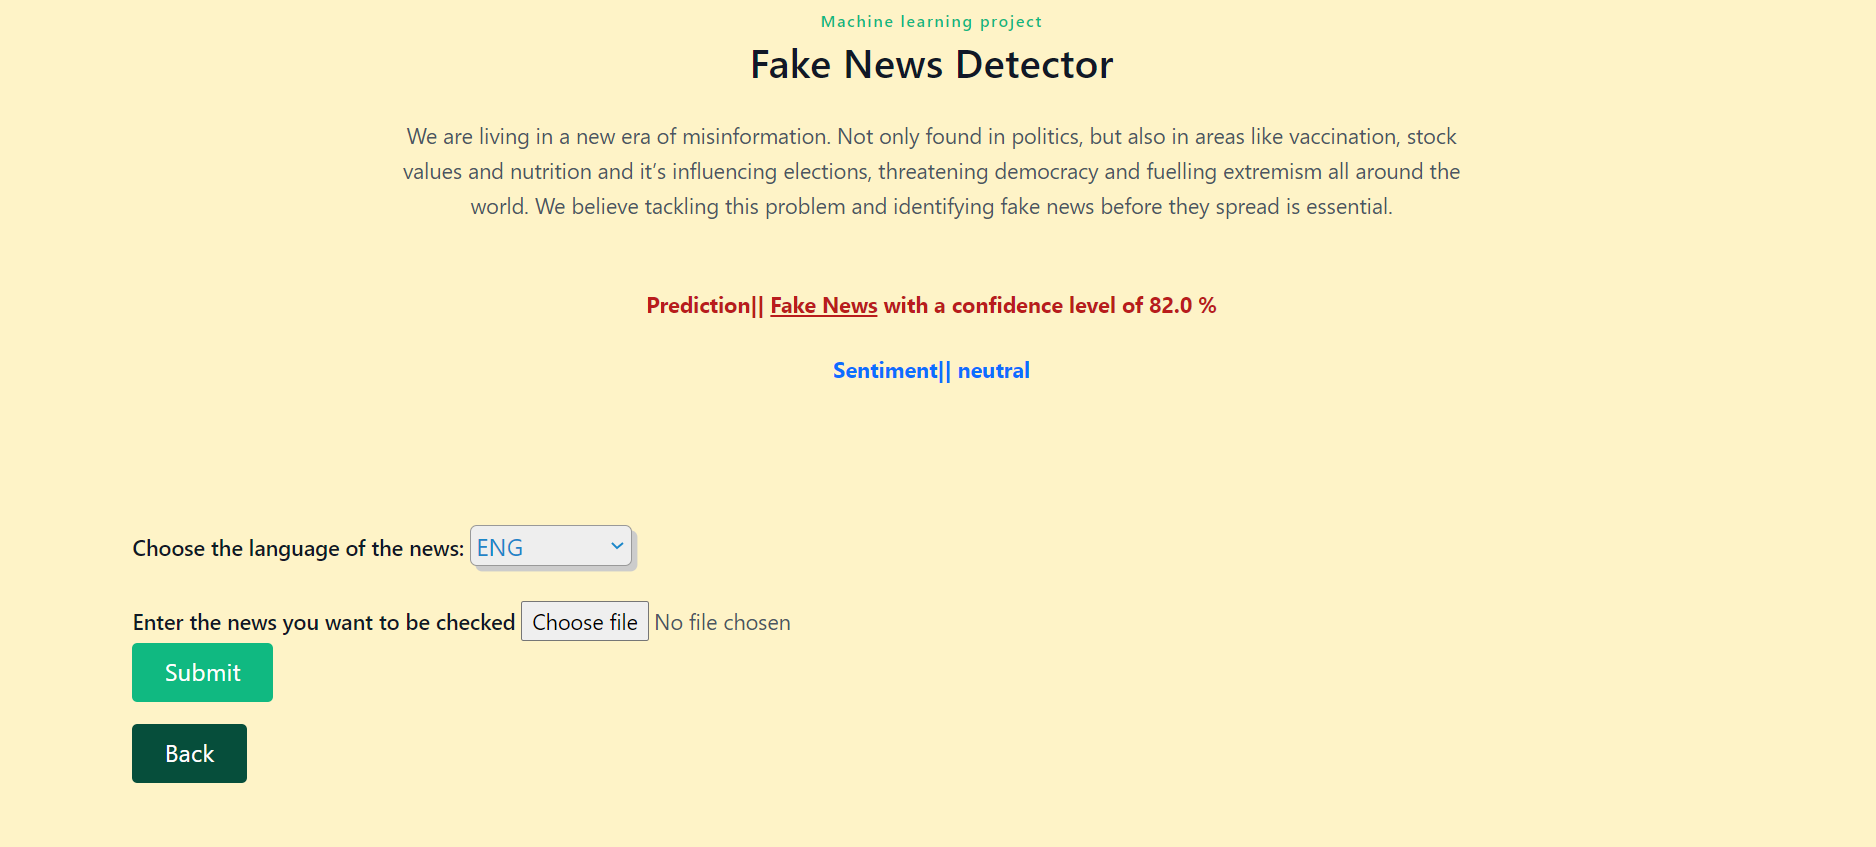 Machine learning project
Fake News Detector
We are living in a new era of misinformation. Not only found in politics, but also in areas like vaccination, stock
values and nutrition and it’s influencing elections, threatening democracy and fuelling extremism all around the
world. We believe tackling this problem and identifying fake news before they spread is essential.
Prediction|| Fake News with a confidence level of 82.0 %
Sentiment|| neutral
Choose the language of the news: ENG
Enter the news you want to be checked Choose file No file chosen
Submit
Back